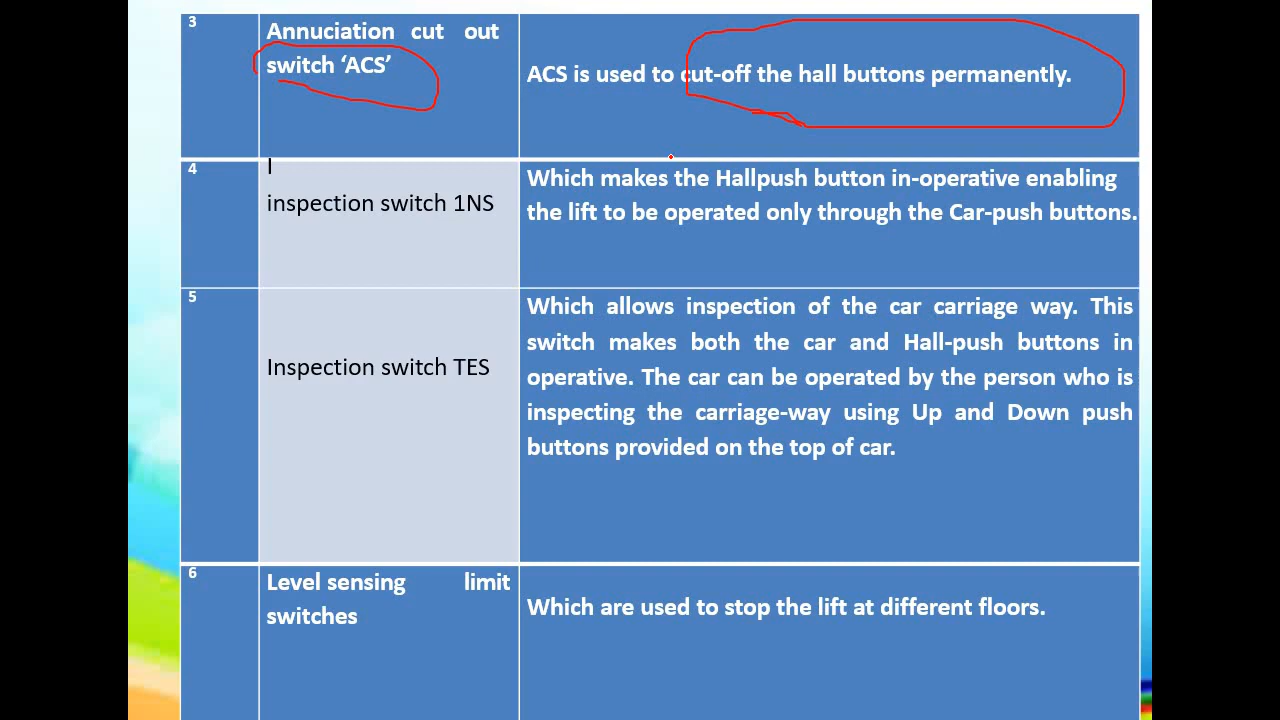 3
Annuciation cut out
switch ‘ACS’
ACS is used to cut-off the hall buttons permanently.
4
I
inspection switch 1NS
Which makes the Hallpush button in-operative enabling
the lift to be operated only through the Car-push buttons.
5
Inspection switch TES
Which allows inspection of the car carriage way. This
switch makes both the car and Hall-push buttons in
operative. The car can be operated by the person who is
inspecting the carriage-way using Up and Down push
buttons provided on the top of car.
6
Level sensing limit
switches
Which are used to stop the lift at different floors.